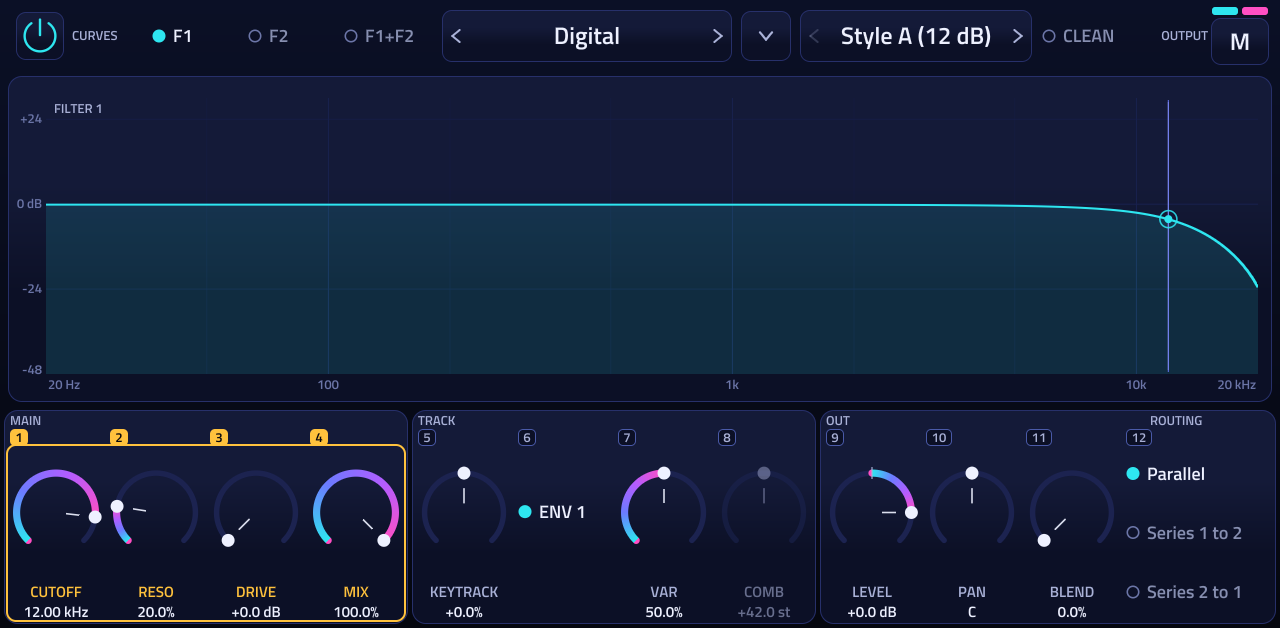 CURVES F1 F2 F1+F2 Digital Style A (12 dB) CLEAN OUTPUT M
FILTER 1
+24
0 dB
-24
-48
20 Hz 100 1k 10k 20 kHz
MAIN TRACK OUT ROUTING
1 2 3 4 5 6 7 8 9 10 11 12
Parallel
ENV 1
Series 1 to 2
CUTOFF RESO DRIVE MIX KEYTRACK VAR COMB LEVEL PAN BLEND Series 2 to 1
12.00 kHz 20.0% +0.0 dB 100.0% +0.0% 50.0% +42.0 st +0.0 dB C 0.0%